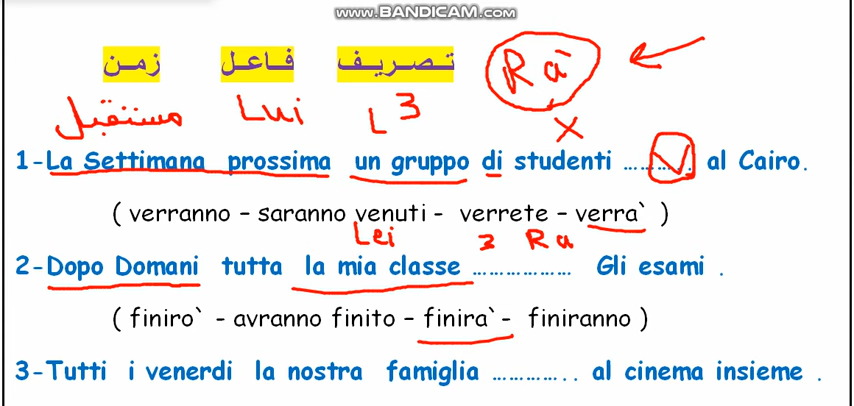 WWW.BANDICAM.COM
زمن فاعل تصريف Rà
مستقبل Lui L 3
X
1-La Settimana prossima un gruppo di studenti ............ al Cairo.
( verranno – saranno venuti - verrete – verra` )
Lei 3 Ra
2-Dopo Domani tutta la mia classe .................. Gli esami .
( finiro` - avranno finito – finira` - finiranno )
3-Tutti i venerdi la nostra famiglia .............. al cinema insieme .